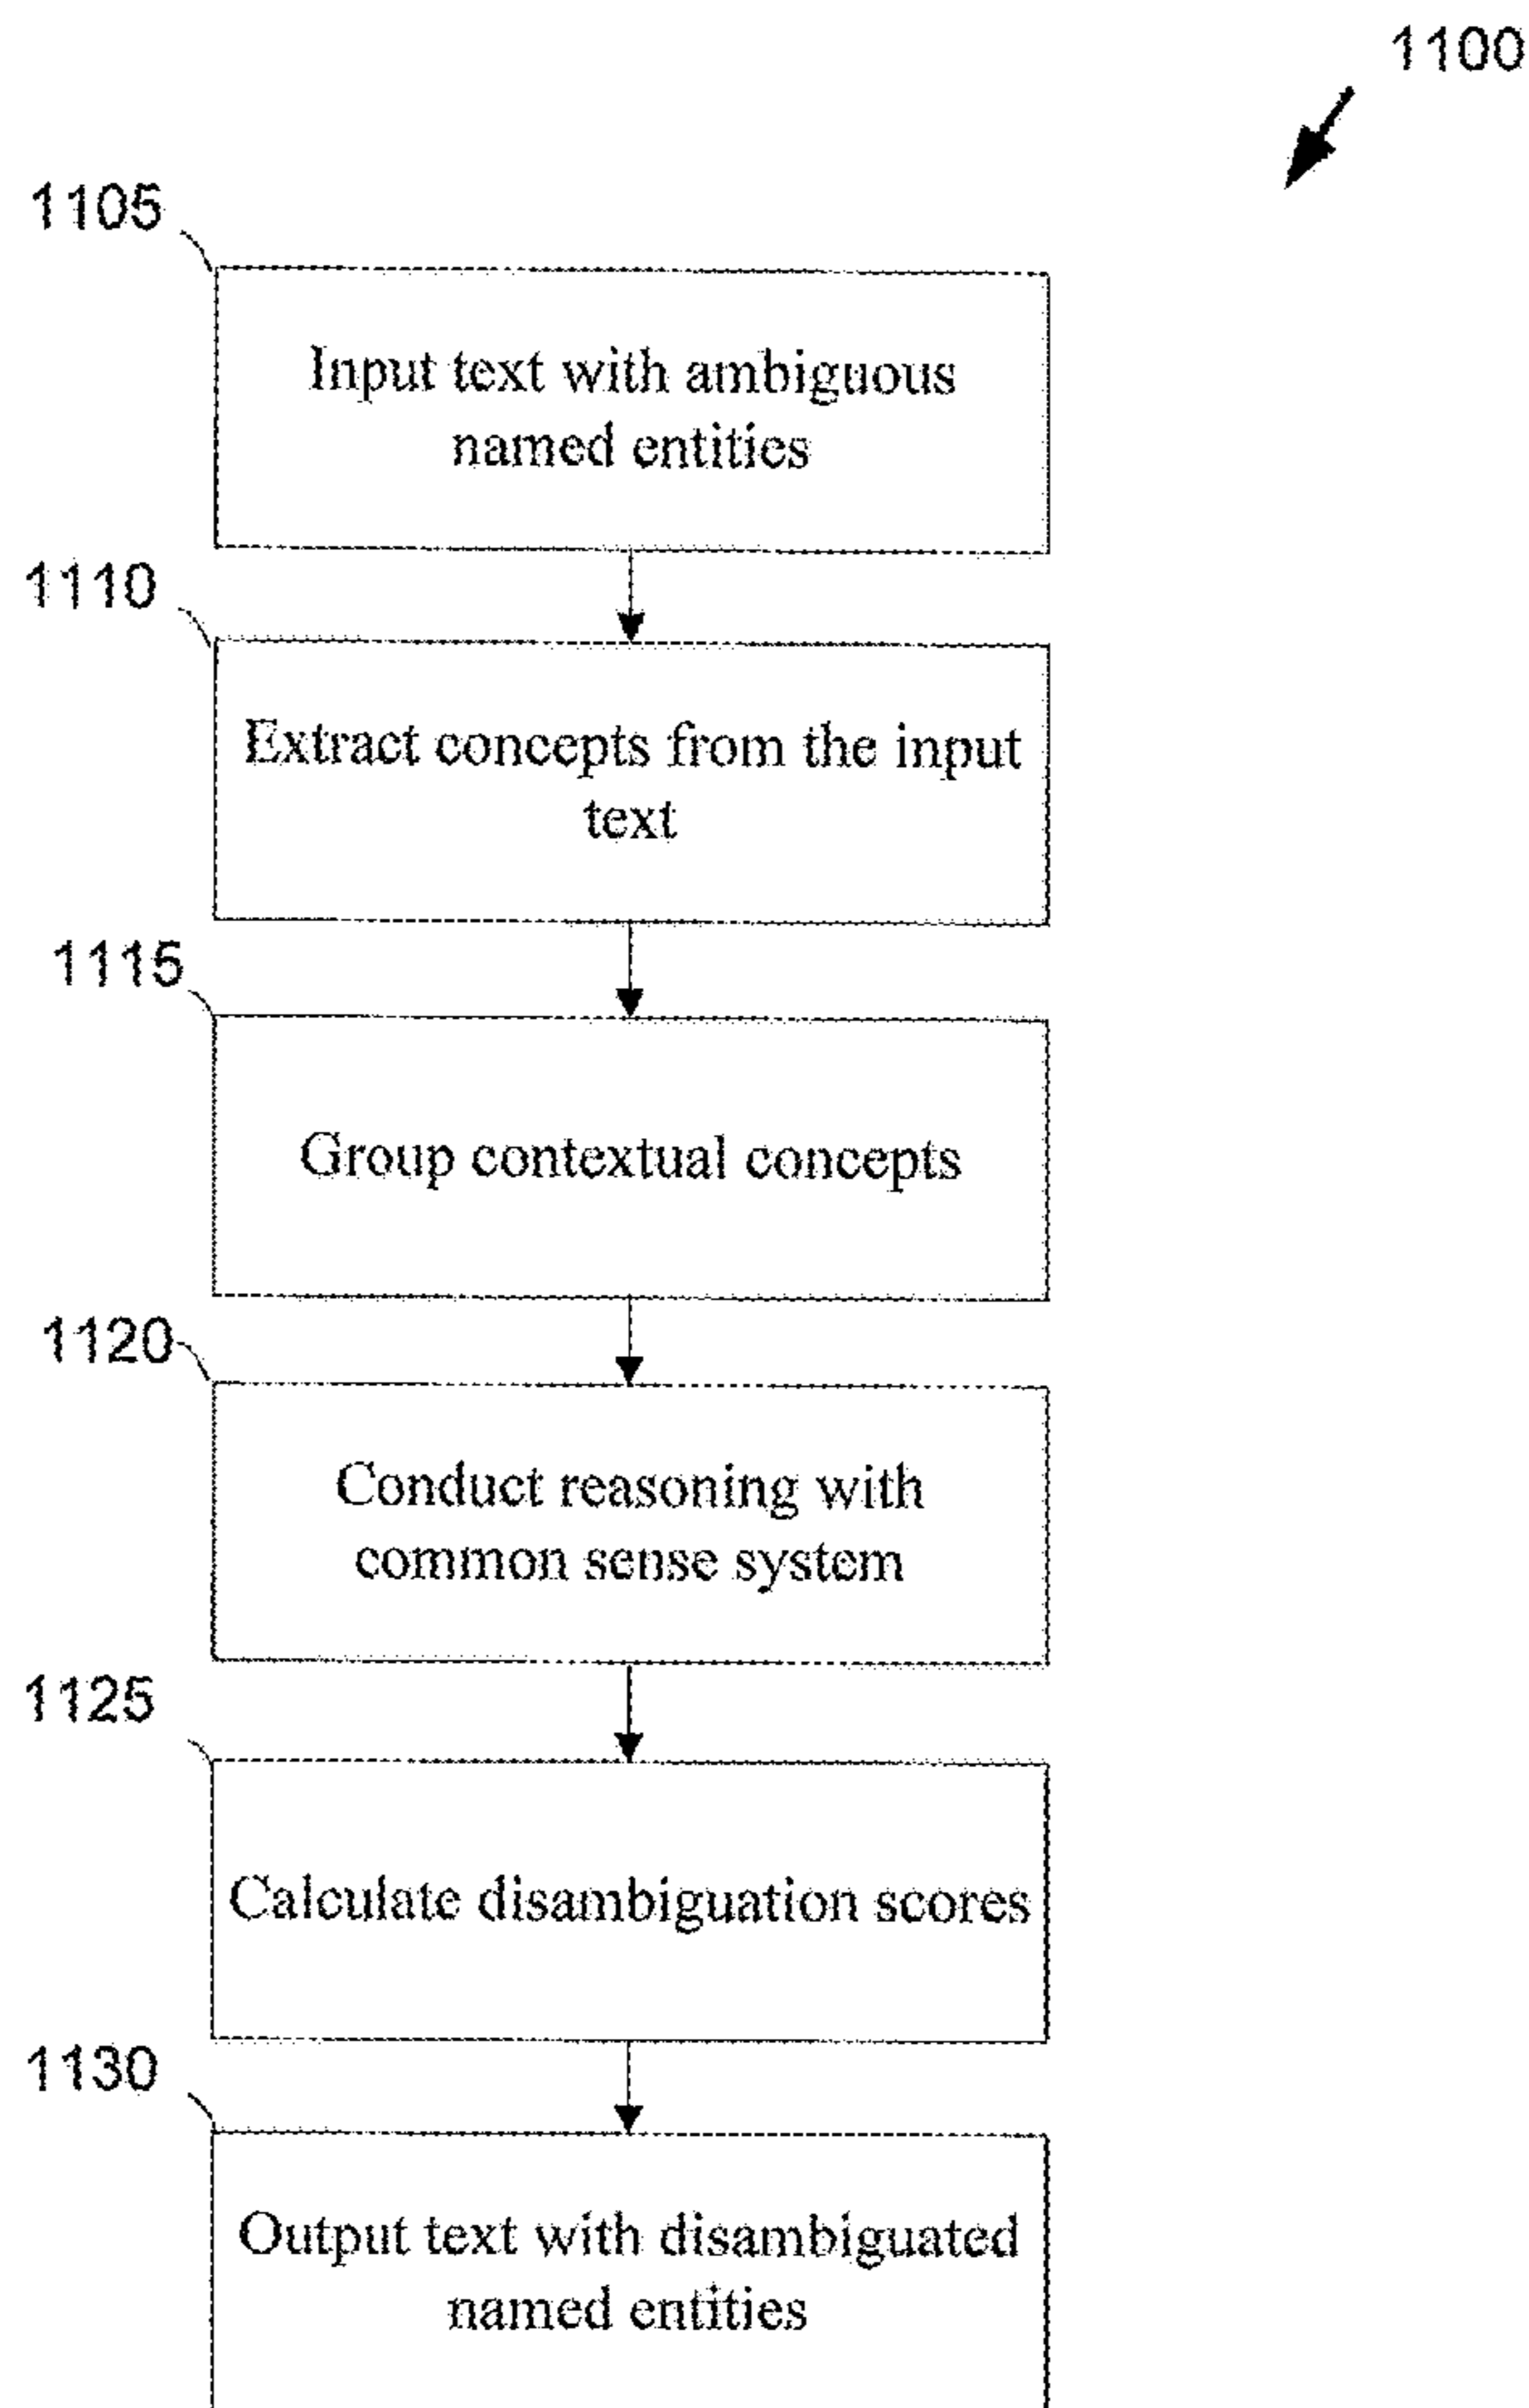 1100
1105
Input text with ambiguous
named entities
1110
Extract concepts from the input
text
1115
Group contextual concepts
1120
Conduct reasoning with
common sense system
1125
Calculate disambiguation scores
1130
Output text with disambiguated
named entities